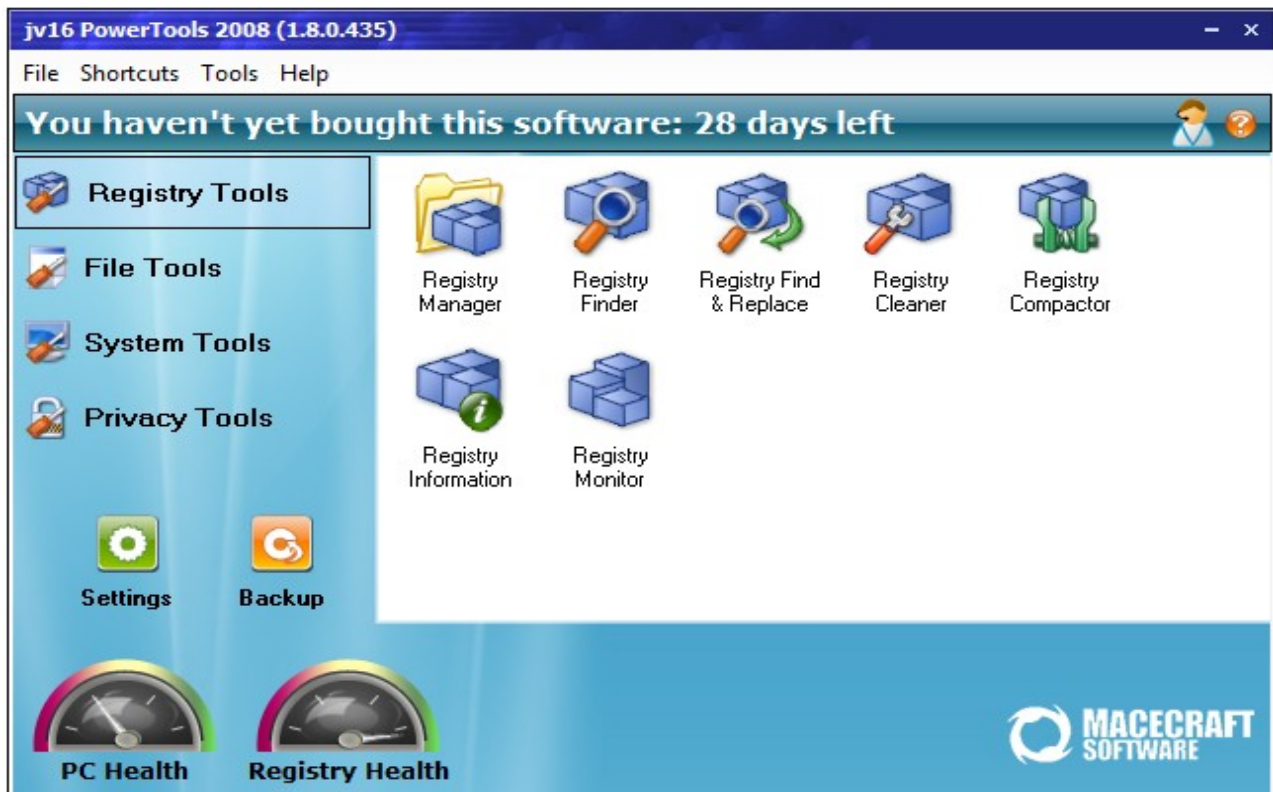 jv16 PowerTools 2008 (1.8.0.435)
File Shortcuts Tools Help
You haven't yet bought this software: 28 days left
Registry Tools
File Tools
System Tools
Privacy Tools
Settings
Backup
Registry
Manager
Registry
Finder
Registry Find
& Replace
Registry
Cleaner
Registry
Compactor
Registry
Information
Registry
Monitor
PC Health
Registry Health
MACECRAFT
SOFTWARE